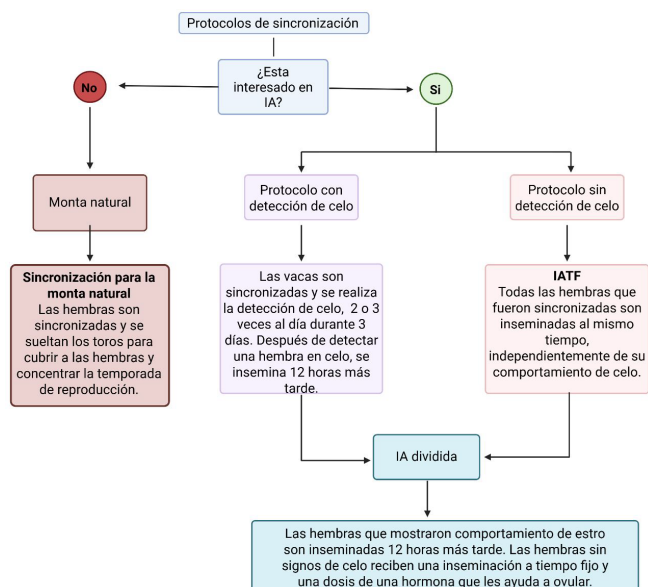 Protocolos de sincronización
¿Esta
interesado en
IA?
No
Si
Monta natural
Protocolo con
detección de celo
Protocolo sin
detección de celo
Sincronización para la
monta natural
Las hembras son
sincronizadas y se
sueltan los toros para
cubrir a las hembras y
concentrar la temporada
de reproducción.
Las vacas son
sincronizadas y se realiza
la detección de celo, 2 o 3
veces al día durante 3
días. Después de detectar
una hembra en celo, se
insemina 12 horas más
tarde.
IATF
Todas las hembras que
fueron sincronizadas son
inseminadas al mismo
tiempo,
independientemente de su
comportamiento de celo.
IA dividida
Las hembras que mostraron comportamiento de estro
son inseminadas 12 horas más tarde. Las hembras sin
signos de celo reciben una inseminación a tiempo fijo y
una dosis de una hormona que les ayuda a ovular.